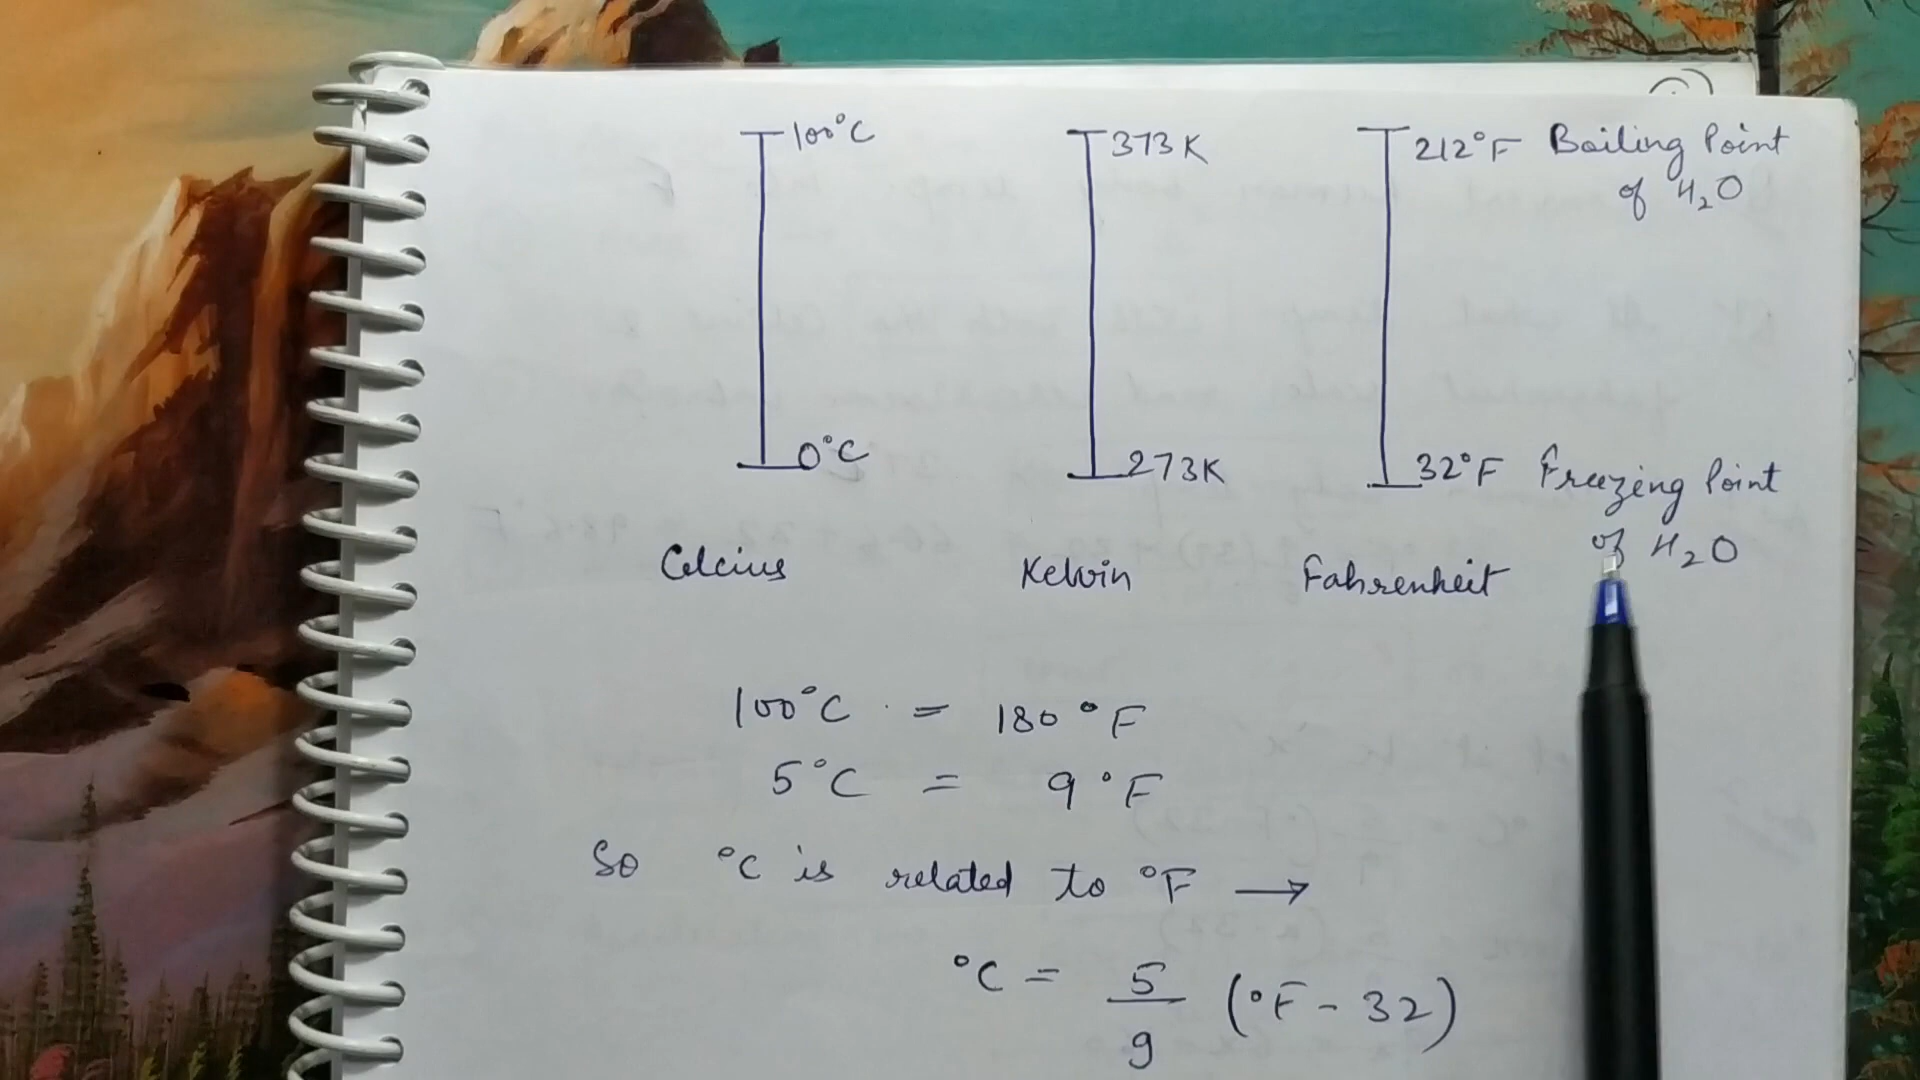 100°C 373K 212°F Boiling Point
of H₂O
0°C 273K 32°F Freezing Point
of H₂O
Celcius Kelvin Fahrenheit
100°C = 180°F
5°C = 9°F
So °C is related to °F →
°C = 5/9 (°F - 32)